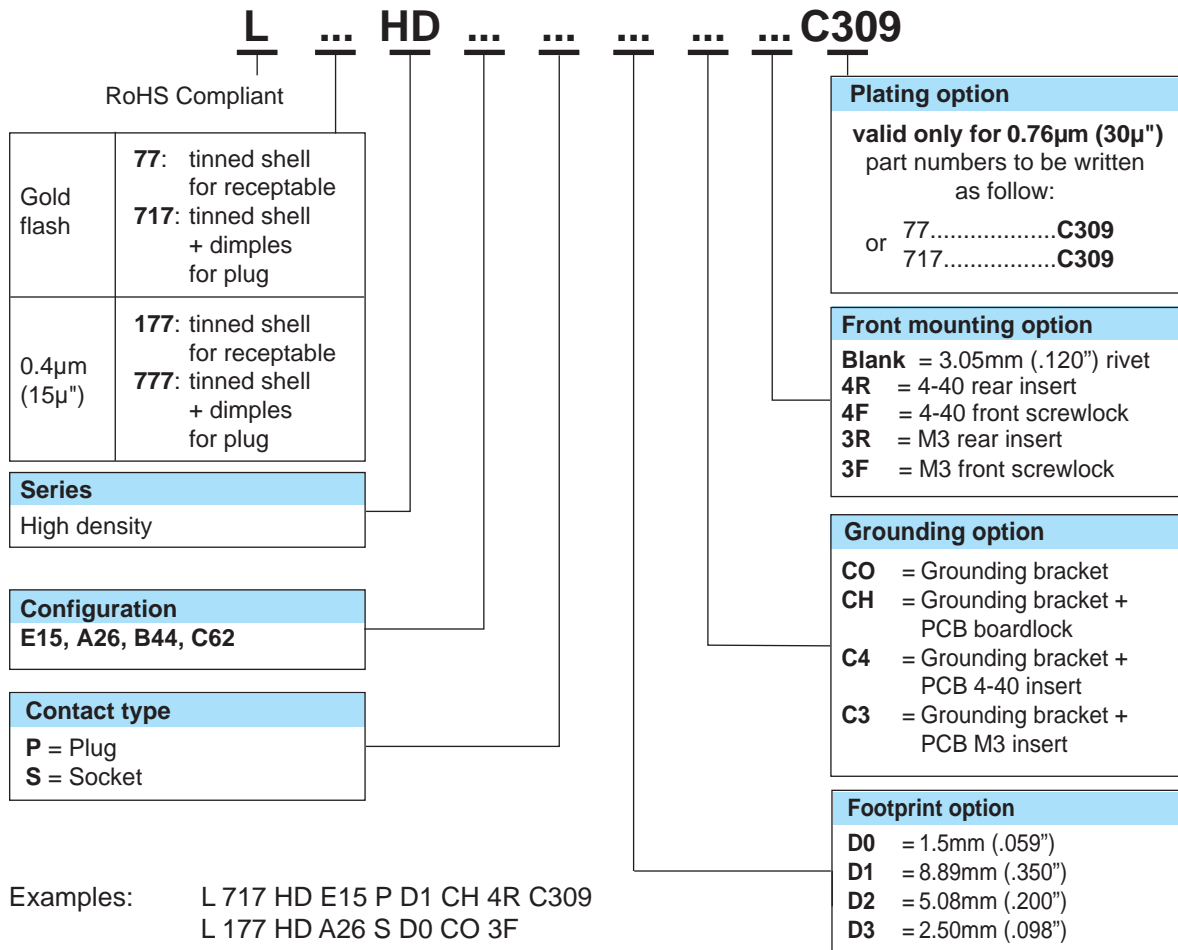 L ... HD ... ... ... ... ... C309
RoHS Compliant
Gold
flash
77: tinned shell
for receptable
717: tinned shell
+ dimples
for plug
0.4µm
(15µ")
177: tinned shell
for receptable
777: tinned shell
+ dimples
for plug
Series
High density
Configuration
E15, A26, B44, C62
Contact type
P = Plug
S = Socket
Plating option
valid only for 0.76µm (30µ")
part numbers to be written
as follow:
or
77...................C309
717.................C309
Front mounting option
Blank = 3.05mm (.120”) rivet
4R = 4-40 rear insert
4F = 4-40 front screwlock
3R = M3 rear insert
3F = M3 front screwlock
Grounding option
CO = Grounding bracket
CH = Grounding bracket +
PCB boardlock
C4 = Grounding bracket +
PCB 4-40 insert
C3 = Grounding bracket +
PCB M3 insert
Footprint option
D0 = 1.5mm (.059”)
D1 = 8.89mm (.350”)
D2 = 5.08mm (.200”)
D3 = 2.50mm (.098”)
Examples: L 717 HD E15 P D1 CH 4R C309
L 177 HD A26 S D0 CO 3F